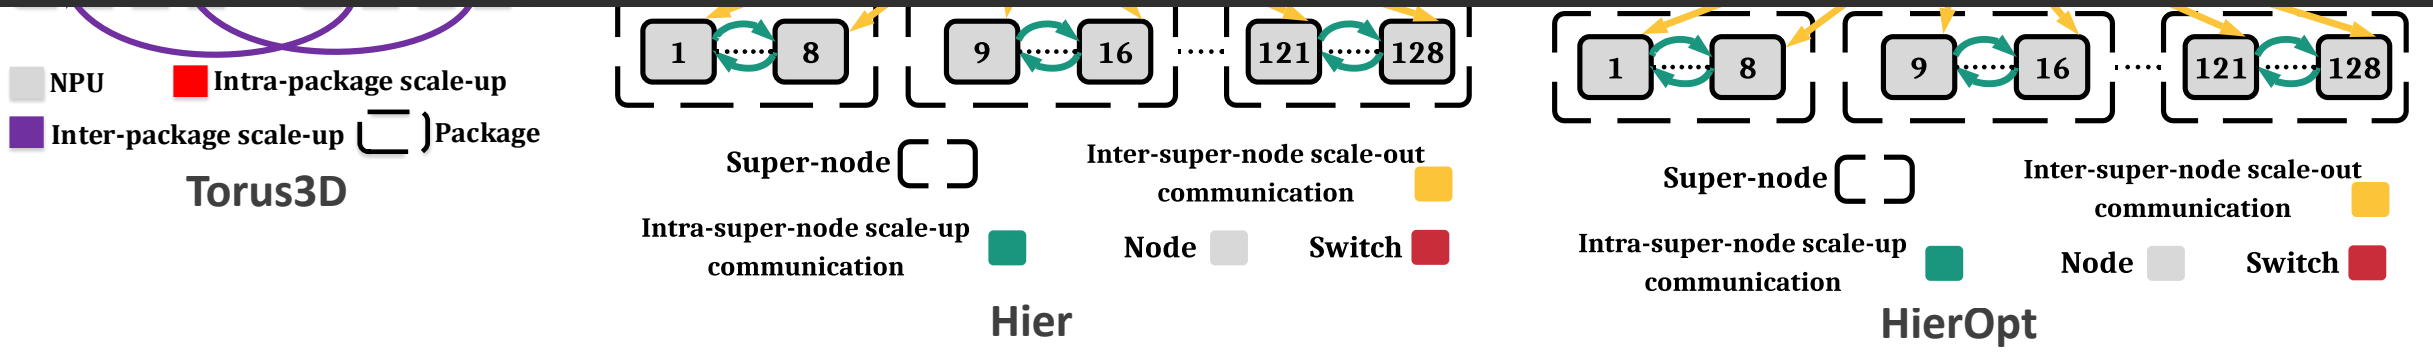 NPU
Intra-package scale-up
Inter-package scale-up
Package
Torus3D
1
8
9
16
121
128
Super-node
Inter-super-node scale-out
communication
Intra-super-node scale-up
communication
Node
Switch
Hier
1
8
9
16
121
128
Super-node
Inter-super-node scale-out
communication
Intra-super-node scale-up
communication
Node
Switch
HierOpt